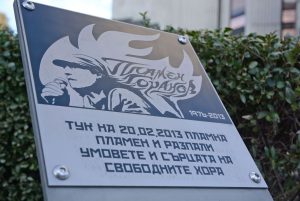 Пламен
Горанов
1976-2013
ТУК НА 20.02.2013 ПЛАМНА
ПЛАМЕН И РАЗПАЛИ
УМОВЕТЕ И СЪРЦАТА НА
СВОБОДНИТЕ ХОРА